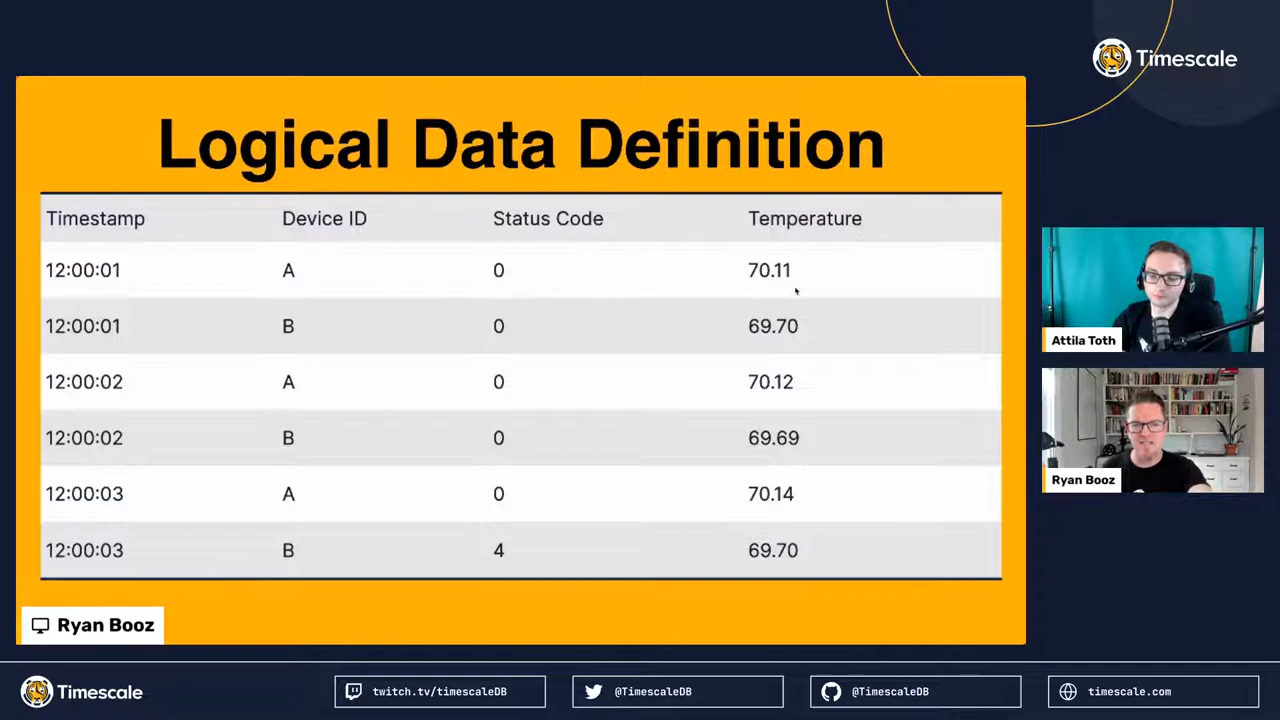 Timescale
Logical Data Definition
Timestamp Device ID Status Code Temperature
12:00:01 A 0 70.11
12:00:01 B 0 69.70
12:00:02 A 0 70.12
12:00:02 B 0 69.69
12:00:03 A 0 70.14
12:00:03 B 4 69.70
Attila Toth
Ryan Booz
Ryan Booz
Timescale
twitch.tv/timescaleDB
@TimescaleDB
@TimescaleDB
timescale.com